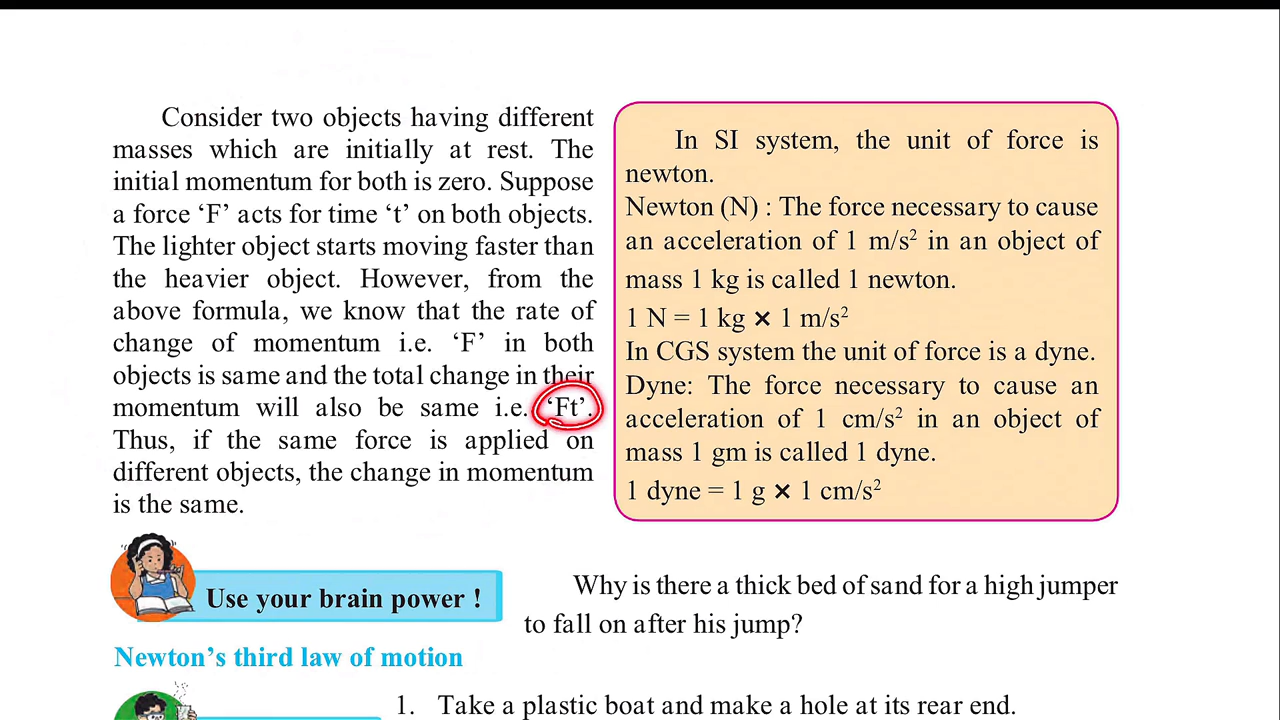 Consider two objects having different
masses which are initially at rest. The
initial momentum for both is zero. Suppose
a force ‘F’ acts for time ‘t’ on both objects.
The lighter object starts moving faster than
the heavier object. However, from the
above formula, we know that the rate of
change of momentum i.e. ‘F’ in both
objects is same and the total change in their
momentum will also be same i.e. ‘Ft’.
Thus, if the same force is applied on
different objects, the change in momentum
is the same.
In SI system, the unit of force is
newton.
Newton (N) : The force necessary to cause
an acceleration of 1 m/s² in an object of
mass 1 kg is called 1 newton.
1 N = 1 kg × 1 m/s²
In CGS system the unit of force is a dyne.
Dyne: The force necessary to cause an
acceleration of 1 cm/s² in an object of
mass 1 gm is called 1 dyne.
1 dyne = 1 g × 1 cm/s²
Use your brain power !
Why is there a thick bed of sand for a high jumper
to fall on after his jump?
Newton’s third law of motion
1. Take a plastic boat and make a hole at its rear end.